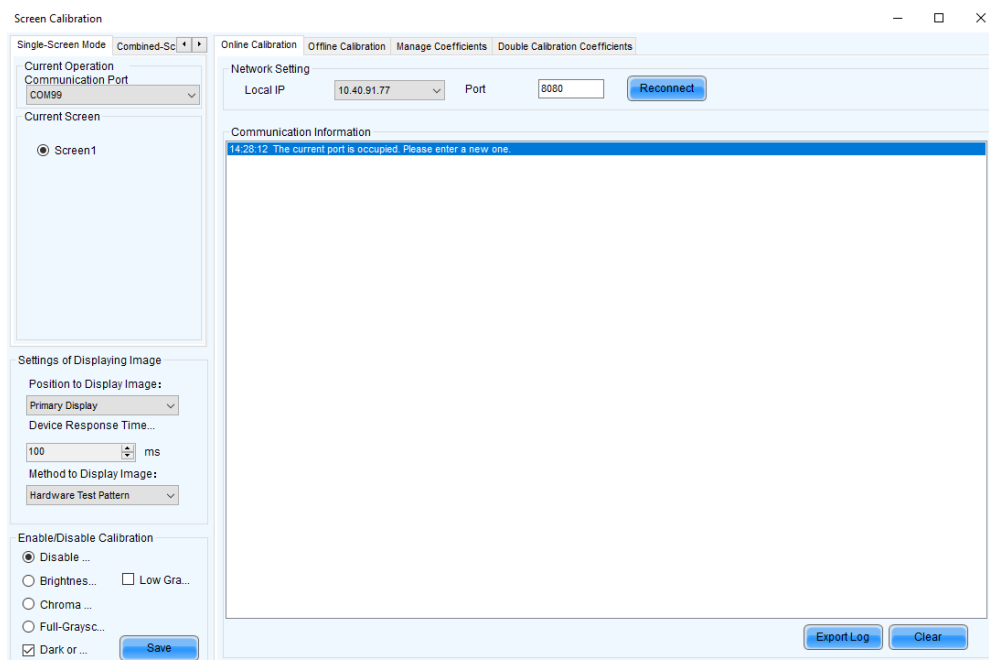 Screen Calibration
Single-Screen Mode Combined-Sc
Current Operation
Communication Port
COM99
Current Screen
Screen1
Settings of Displaying Image
Position to Display Image:
Primary Display
Device Response Time...
100 ms
Method to Display Image:
Hardware Test Pattern
Enable/Disable Calibration
Disable ...
Brightnes... Low Gra...
Chroma ...
Full-Graysc...
Dark or ... Save
Online Calibration Offline Calibration Manage Coefficients Double Calibration Coefficients
Network Setting
Local IP 10.40.91.77 Port 8080 Reconnect
Communication Information
14:28:12 The current port is occupied. Please enter a new one.
Export Log Clear